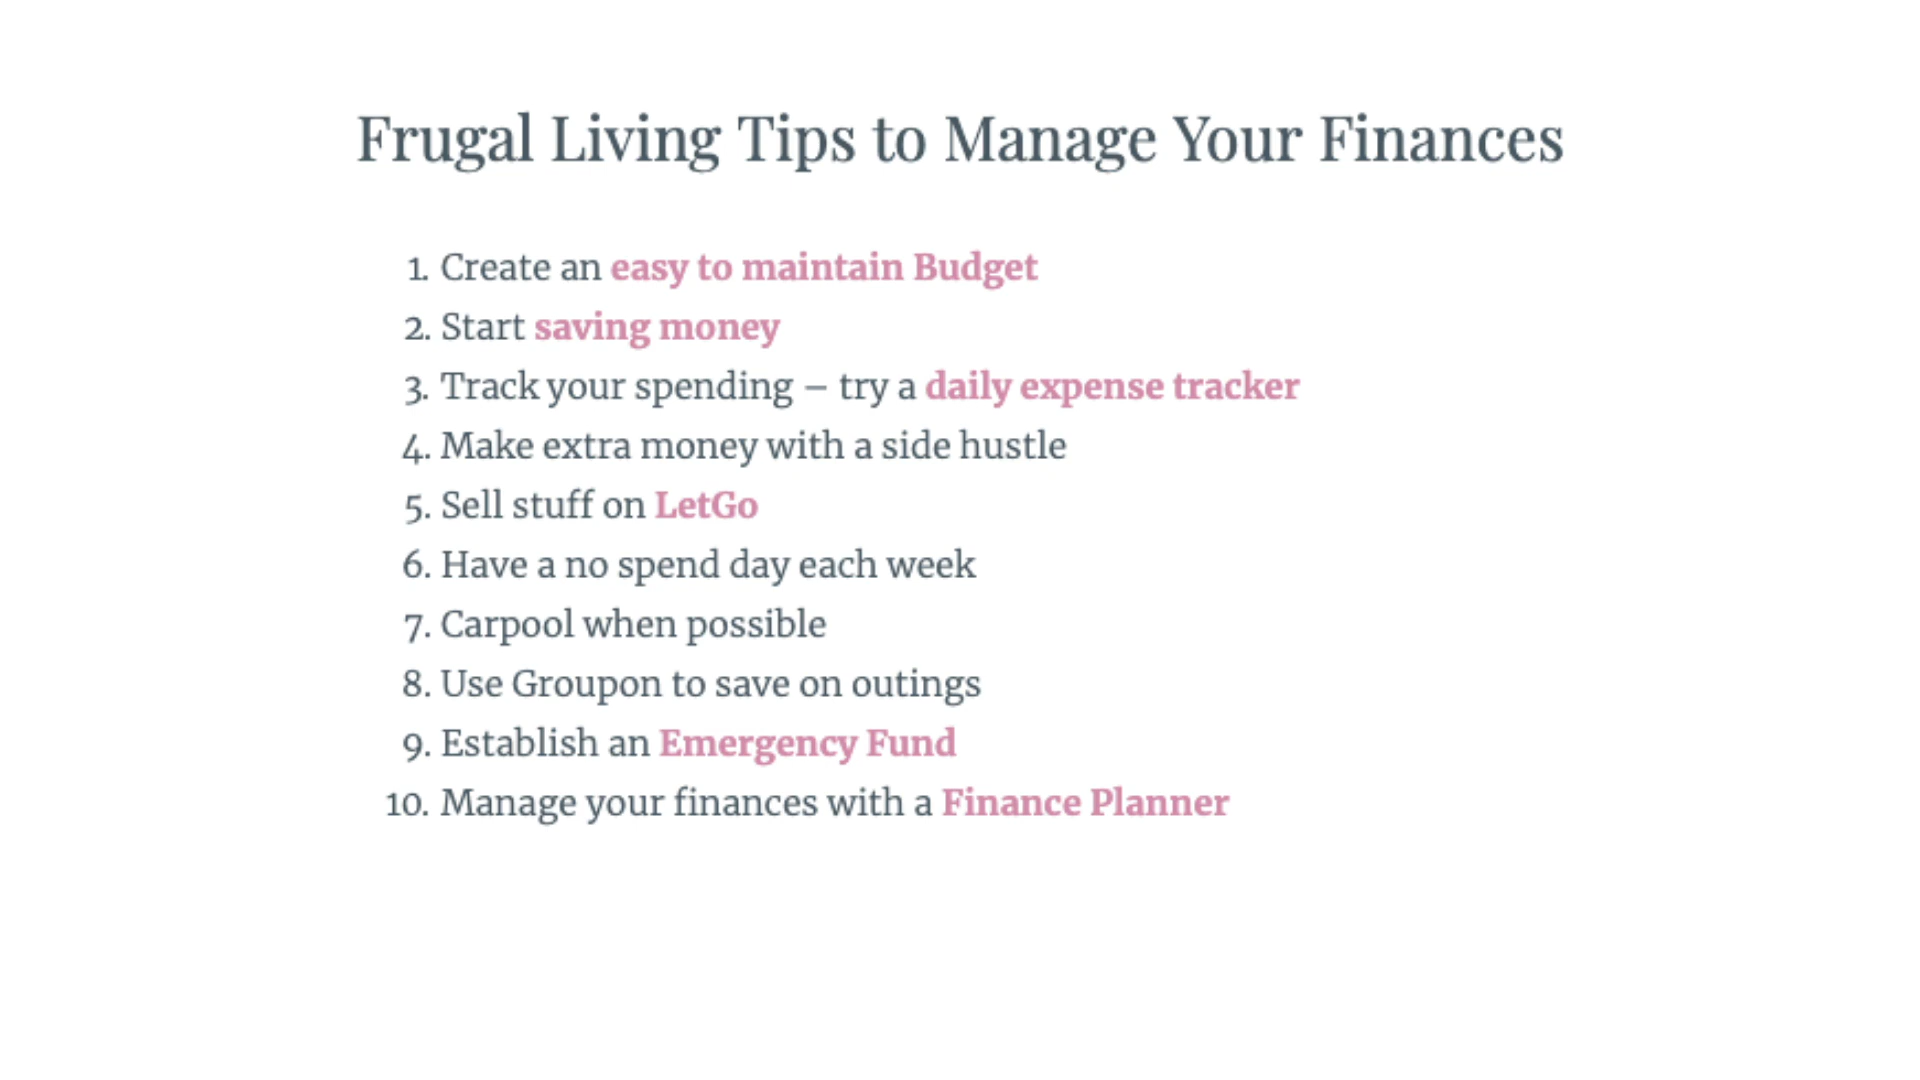 Frugal Living Tips to Manage Your Finances
1. Create an easy to maintain Budget
2. Start saving money
3. Track your spending – try a daily expense tracker
4. Make extra money with a side hustle
5. Sell stuff on LetGo
6. Have a no spend day each week
7. Carpool when possible
8. Use Groupon to save on outings
9. Establish an Emergency Fund
10. Manage your finances with a Finance Planner